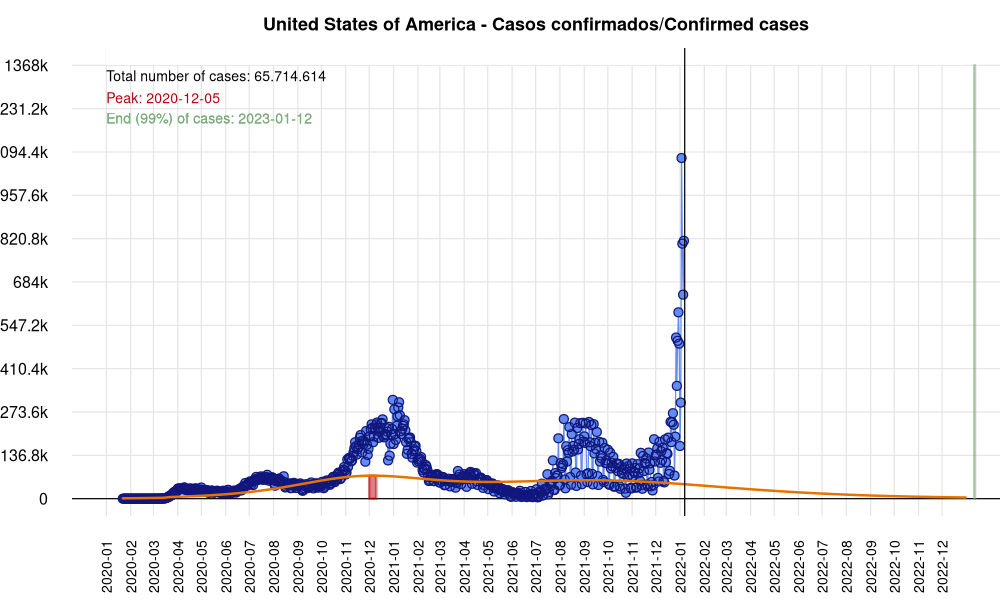 United States of America - Casos confirmados/Confirmed cases
Total number of cases: 65.714.614
Peak: 2020-12-05
End (99%) of cases: 2023-01-12
1368k
231.2k
094.4k
957.6k
820.8k
684k
547.2k
410.4k
273.6k
136.8k
0
2020-01
2020-02
2020-03
2020-04
2020-05
2020-06
2020-07
2020-08
2020-09
2020-10
2020-11
2020-12
2021-01
2021-02
2021-03
2021-04
2021-05
2021-06
2021-07
2021-08
2021-09
2021-10
2021-11
2021-12
2022-01
2022-02
2022-03
2022-04
2022-05
2022-06
2022-07
2022-08
2022-09
2022-10
2022-11
2022-12